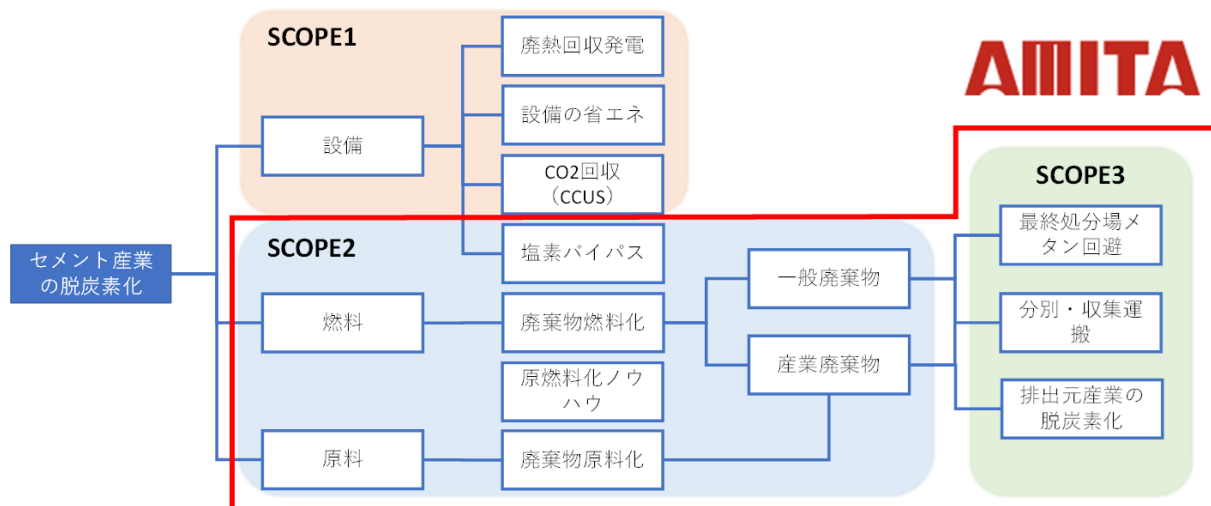 SCOPE1
廃熱回収発電
AMITA
設備の省エネ
設備
CO2回収
（CCUS）
SCOPE3
最終処分場メ
タン回避
SCOPE2
塩素バイパス
セメント産業
の脱炭素化
一般廃棄物
燃料
廃棄物燃料化
分別・収集運
搬
産業廃棄物
原燃料化ノウ
ハウ
排出元産業の
脱炭素化
原料
廃棄物原料化